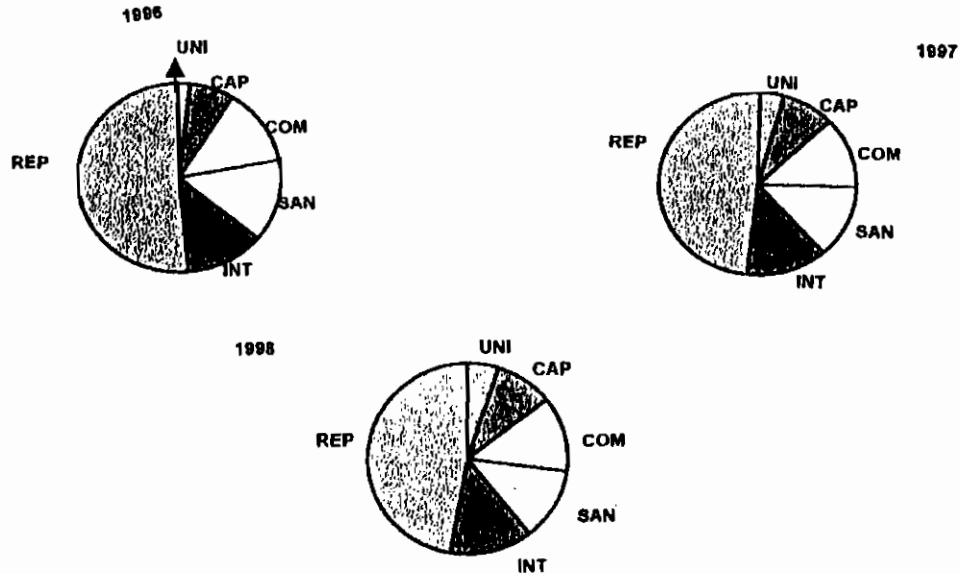 1996
UNI
CAP
COM
REP
SAN
INT
1997
UNI
CAP
REP
COM
SAN
INT
1998
UNI
CAP
REP
COM
SAN
INT